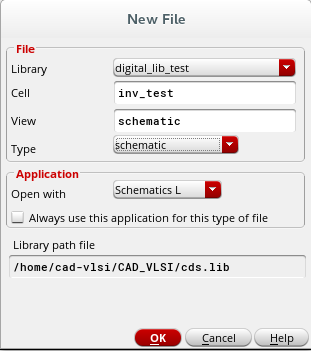 New File
File
Library digital_lib_test
Cell inv_test
View schematic
Type schematic
Application
Open with Schematics L
Always use this application for this type of file
Library path file
/home/cad-vlsi/CAD_VLSI/cds.lib
OK Cancel Help